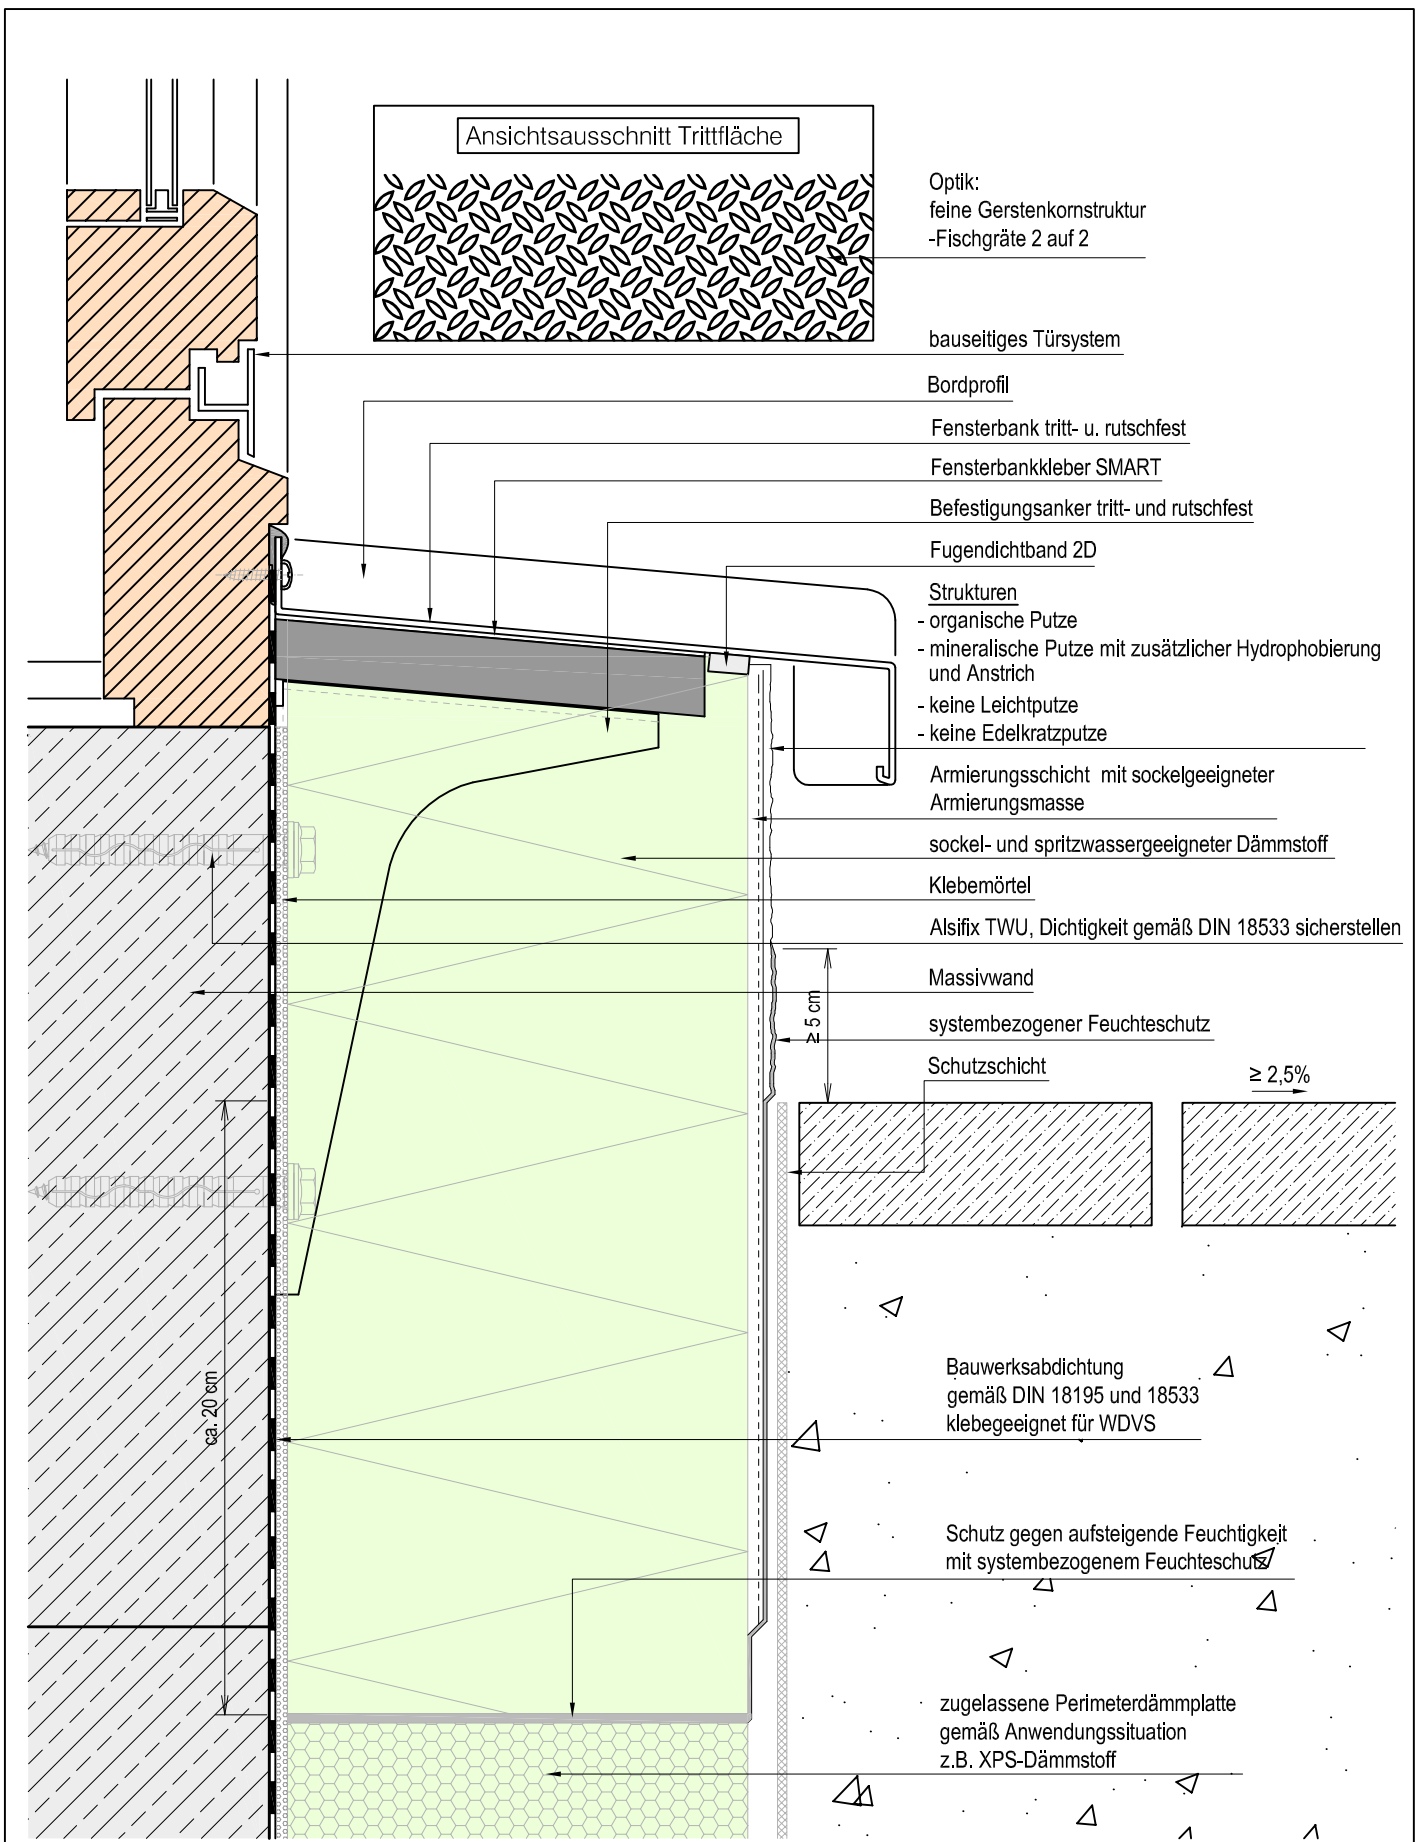 Ansichtsausschnitt Trittfläche
Optik:
feine Gerstenkornstruktur
-Fischgräte 2 auf 2
bauseitiges Türsystem
Bordprofil
Fensterbank tritt- u. rutschfest
Fensterbankkleber SMART
Befestigungsanker tritt- und rutschfest
Fugendichtband 2D
Strukturen
- organische Putze
- mineralische Putze mit zusätzlicher Hydrophobierung
und Anstrich
- keine Leichtputze
- keine Edelkratzputze
Armierungsschicht mit sockelgeeigneter
Armierungsmasse
sockel- und spritzwassergeeigneter Dämmstoff
Klebemörtel
Alsifix TWU, Dichtigkeit gemäß DIN 18533 sicherstellen
Massivwand
≥ 5 cm
systembezogener Feuchteschutz
Schutzschicht
≥ 2,5%
ca. 20 cm
Bauwerksabdichtung
gemäß DIN 18195 und 18533
klebegeeignet für WDVS
Schutz gegen aufsteigende Feuchtigkeit
mit systembezogenem Feuchteschutz
zugelassene Perimeterdämmplatte
gemäß Anwendungssituation
z.B. XPS-Dämmstoff